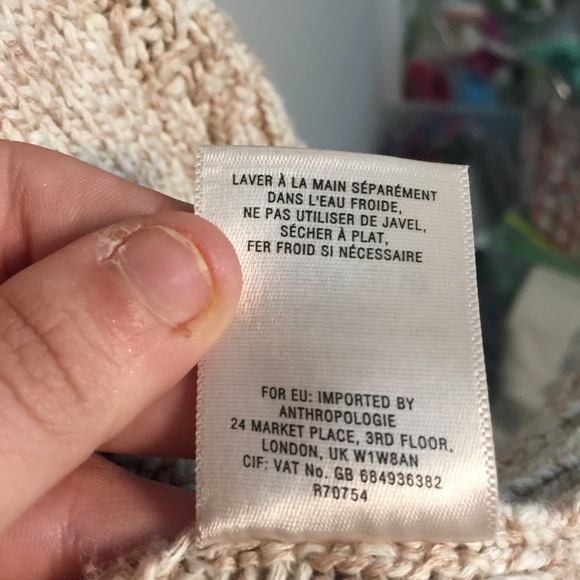 LAVER À LA MAIN SÉPARÉMENT
DANS L'EAU FROIDE,
NE PAS UTILISER DE JAVEL,
SÉCHER À PLAT,
FER FROID SI NÉCESSAIRE
FOR EU: IMPORTED BY
ANTHROPOLOGIE
24 MARKET PLACE, 3RD FLOOR,
LONDON, UK W1W8AN
CIF: VAT No. GB 684936382
R70754